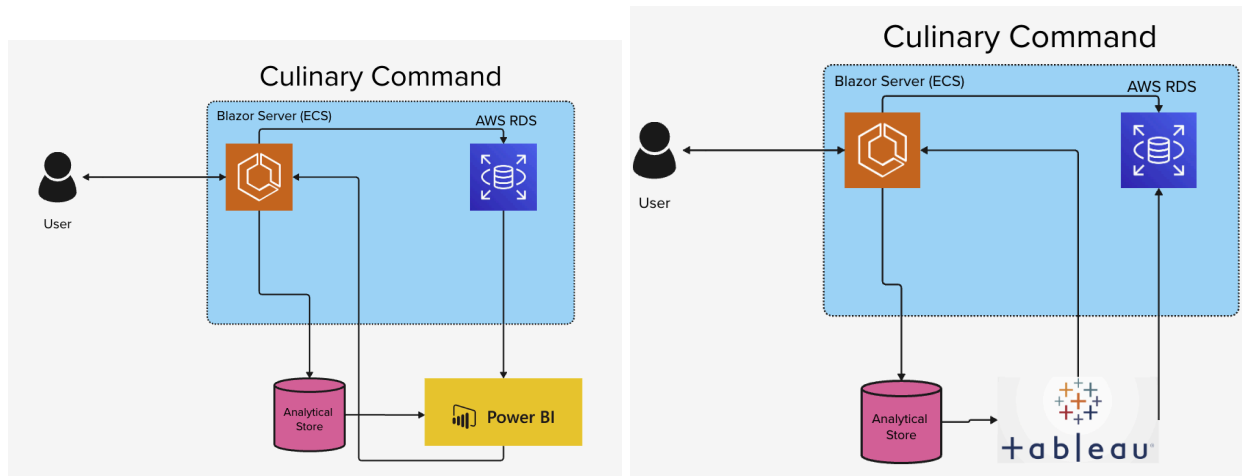 Culinary Command
Blazor Server (ECS)
AWS RDS
User
Analytical
Store
Power BI
Culinary Command
Blazor Server (ECS)
AWS RDS
User
Analytical
Store
+ableau